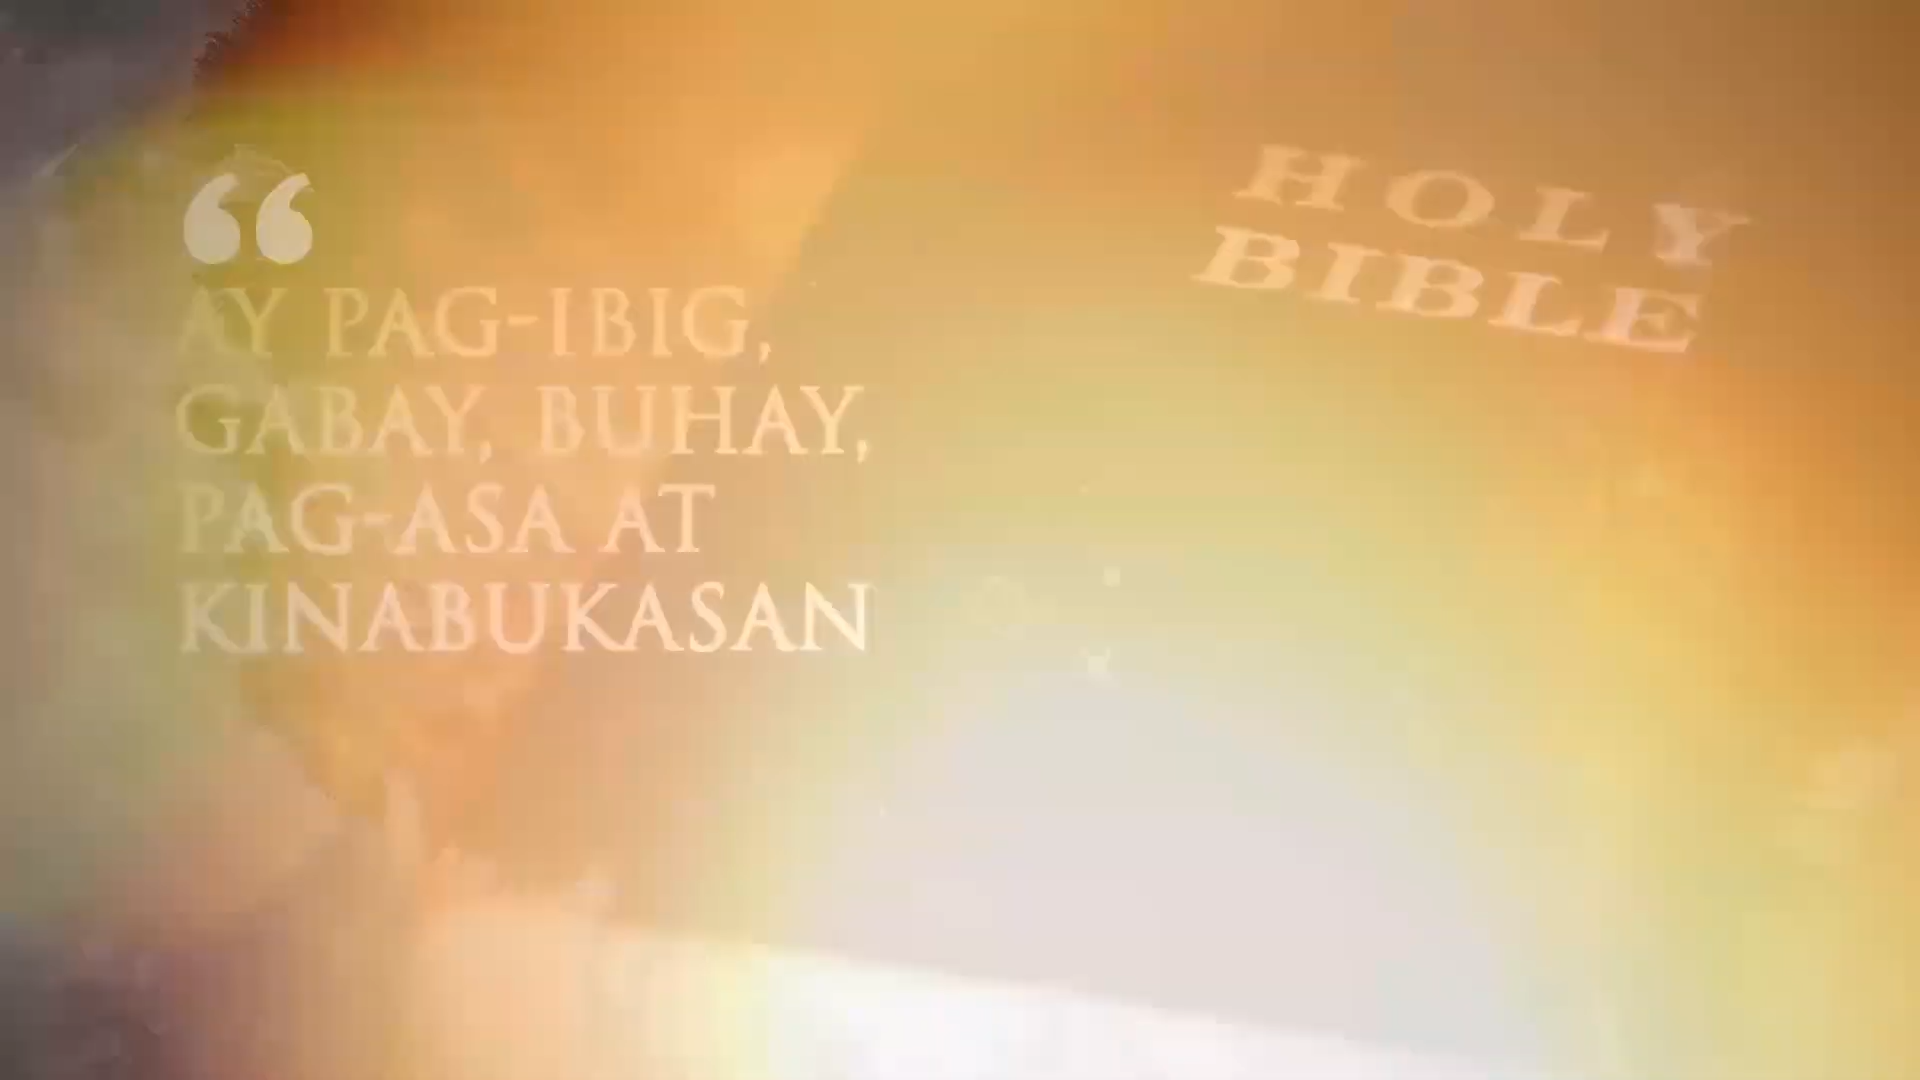 “
AY PAG-IBIG,
GABAY, BUHAY,
PAG-ASA AT
KINABUKASAN
HOLY
BIBLE